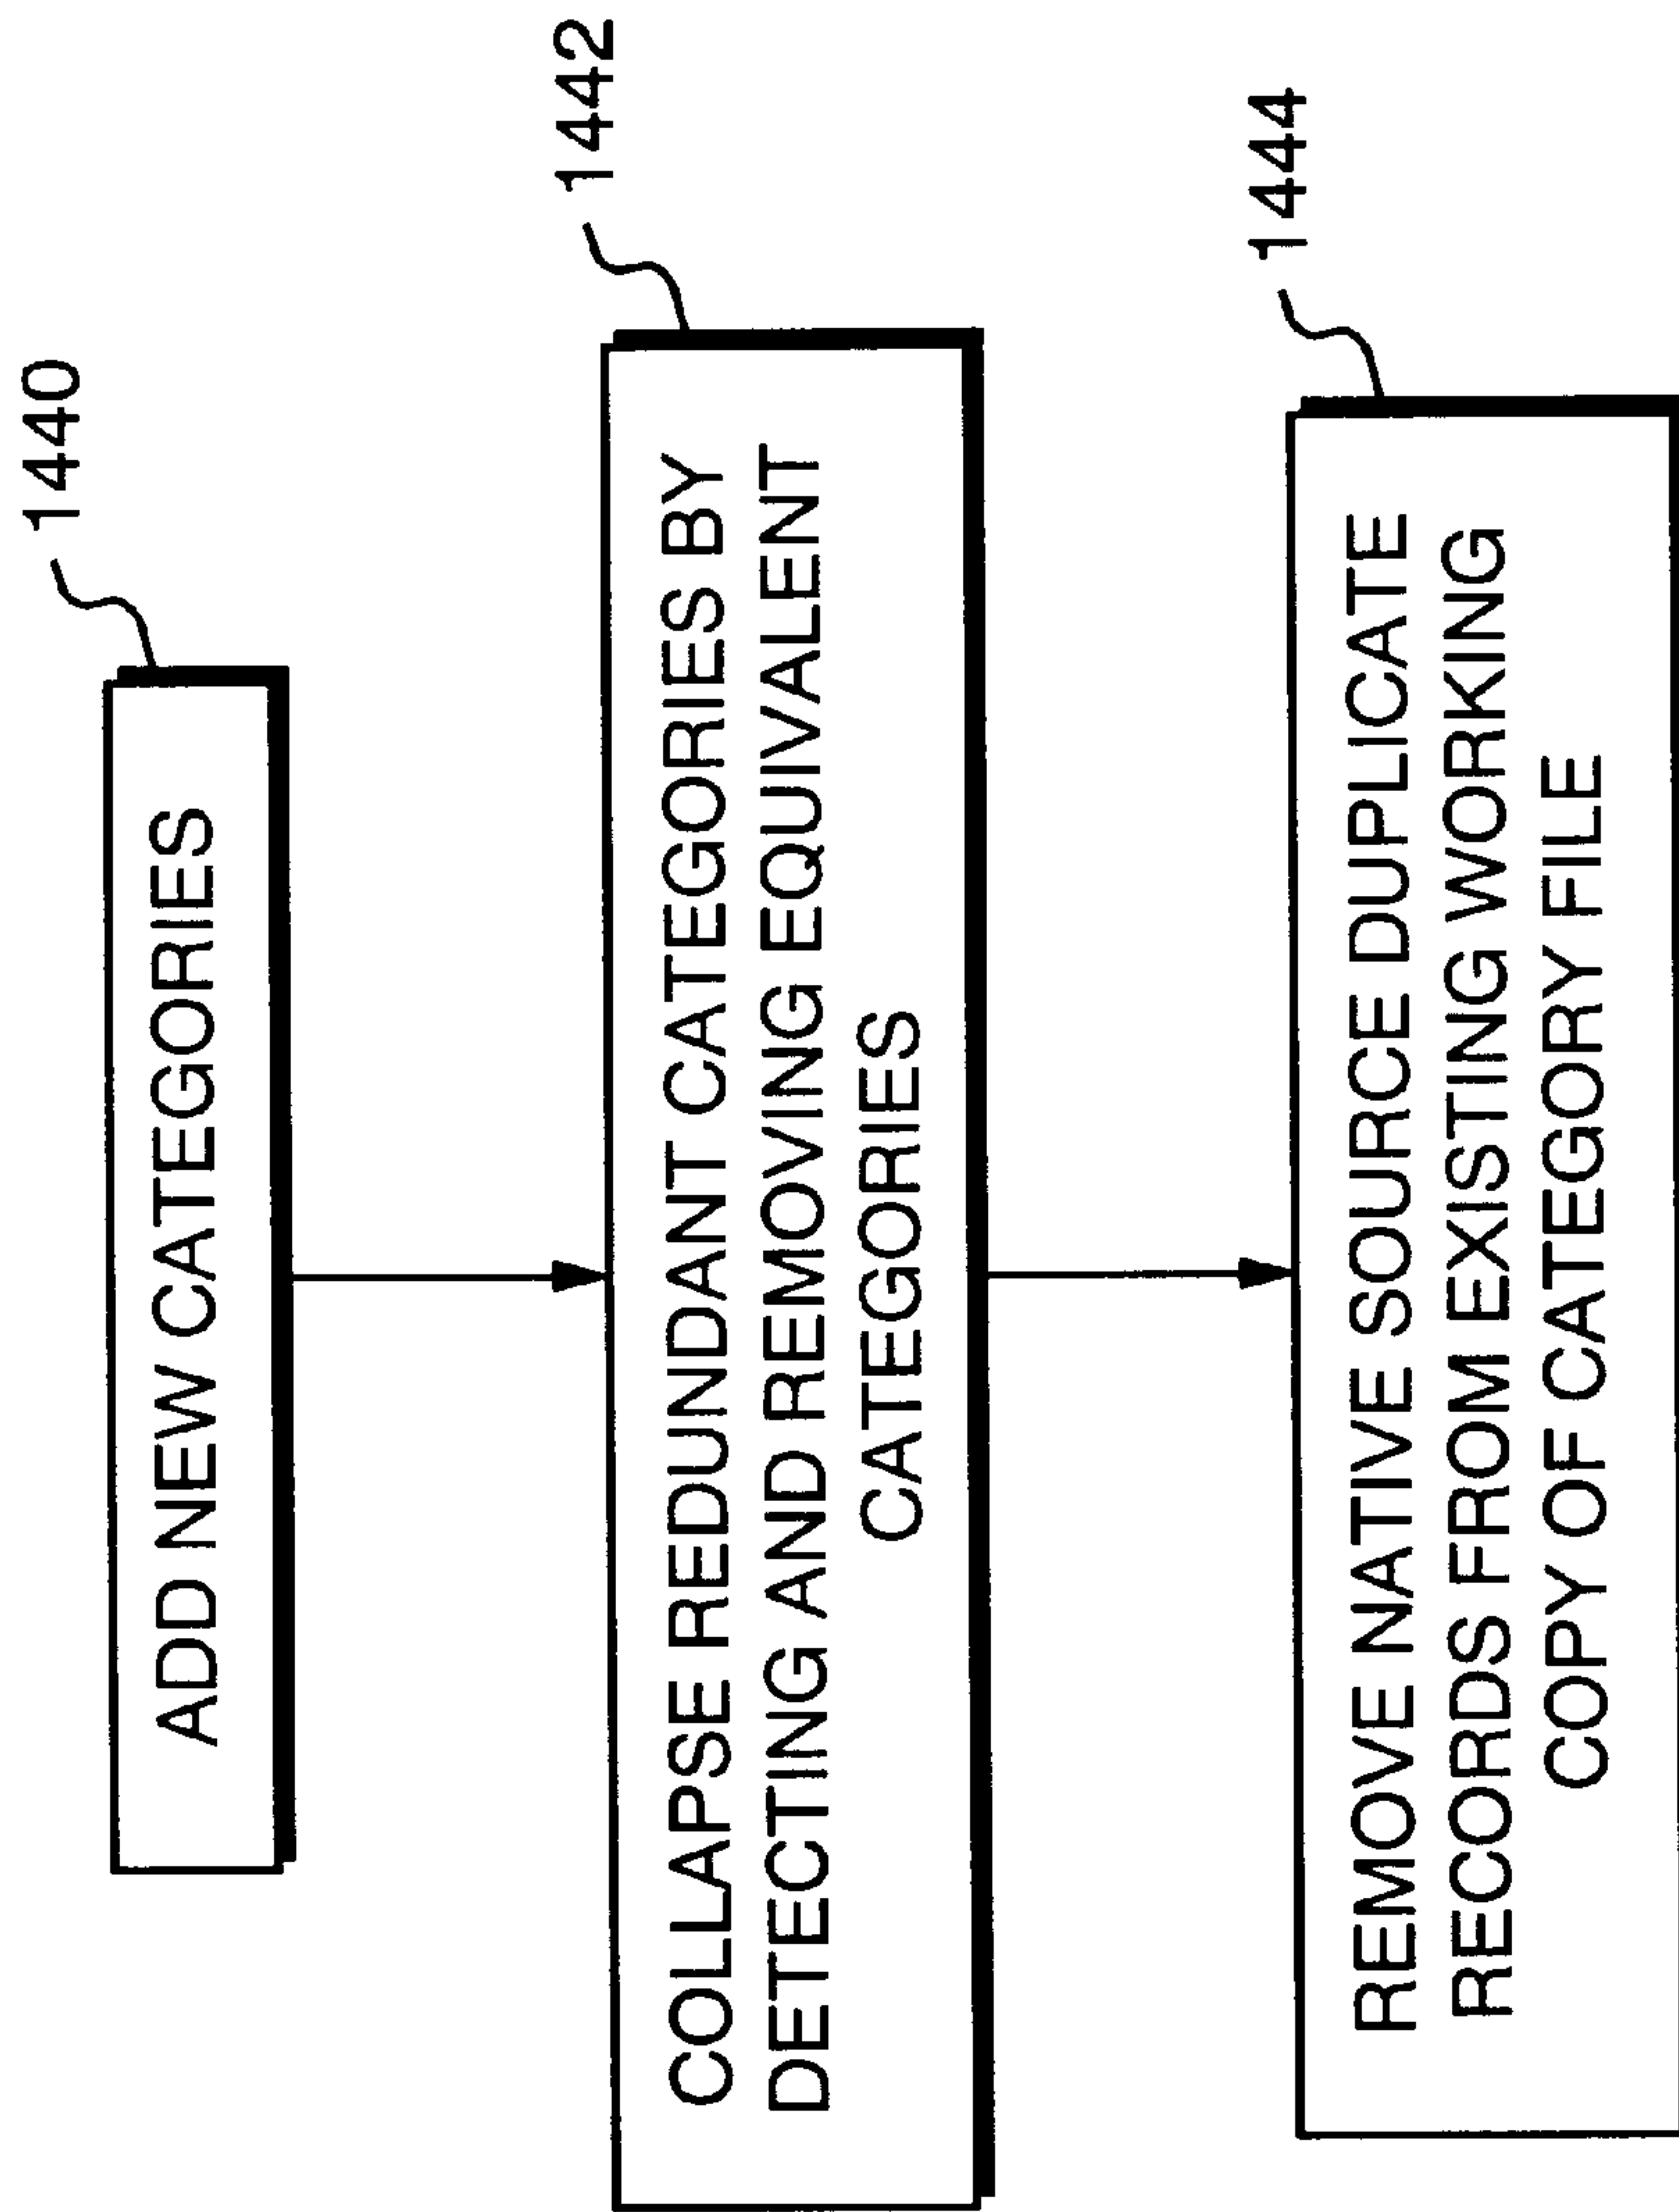 1440
ADD NEW CATEGORIES
1442
COLLAPSE REDUNDANT CATEGORIES BY
DETECTING AND REMOVING EQUIVALENT
CATEGORIES
1444
REMOVE NATIVE SOURCE DUPLICATE
RECORDS FROM EXISTING WORKING
COPY OF CATEGORY FILE